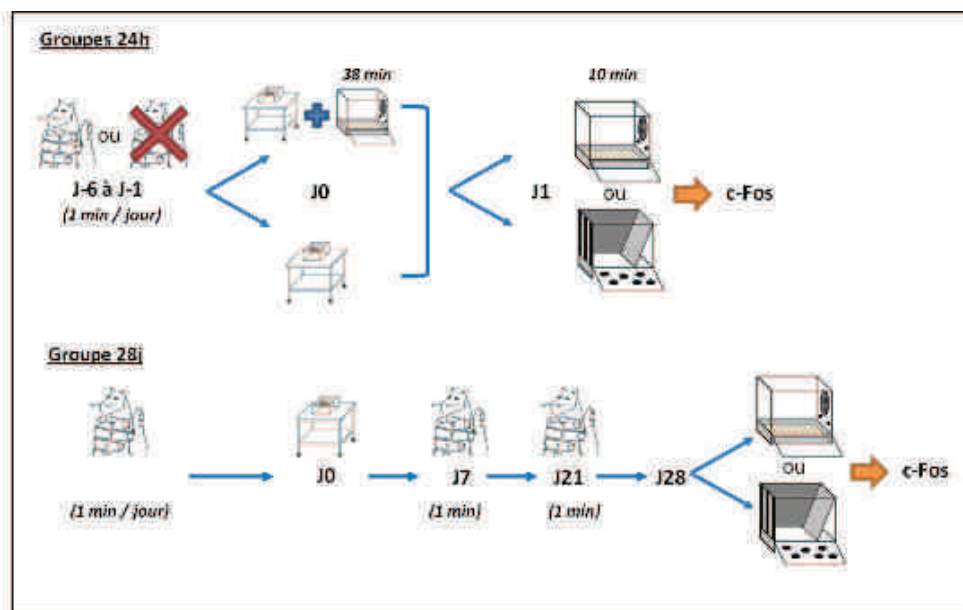 Groupes 24h
38 min
10 min
ou
J-6 à J-1
(1 min / jour)
J0
J1
ou
c-Fos
Groupe 28j
J0
J7
J21
J28
ou
c-Fos
(1 min / jour)
(1 min)
(1 min)